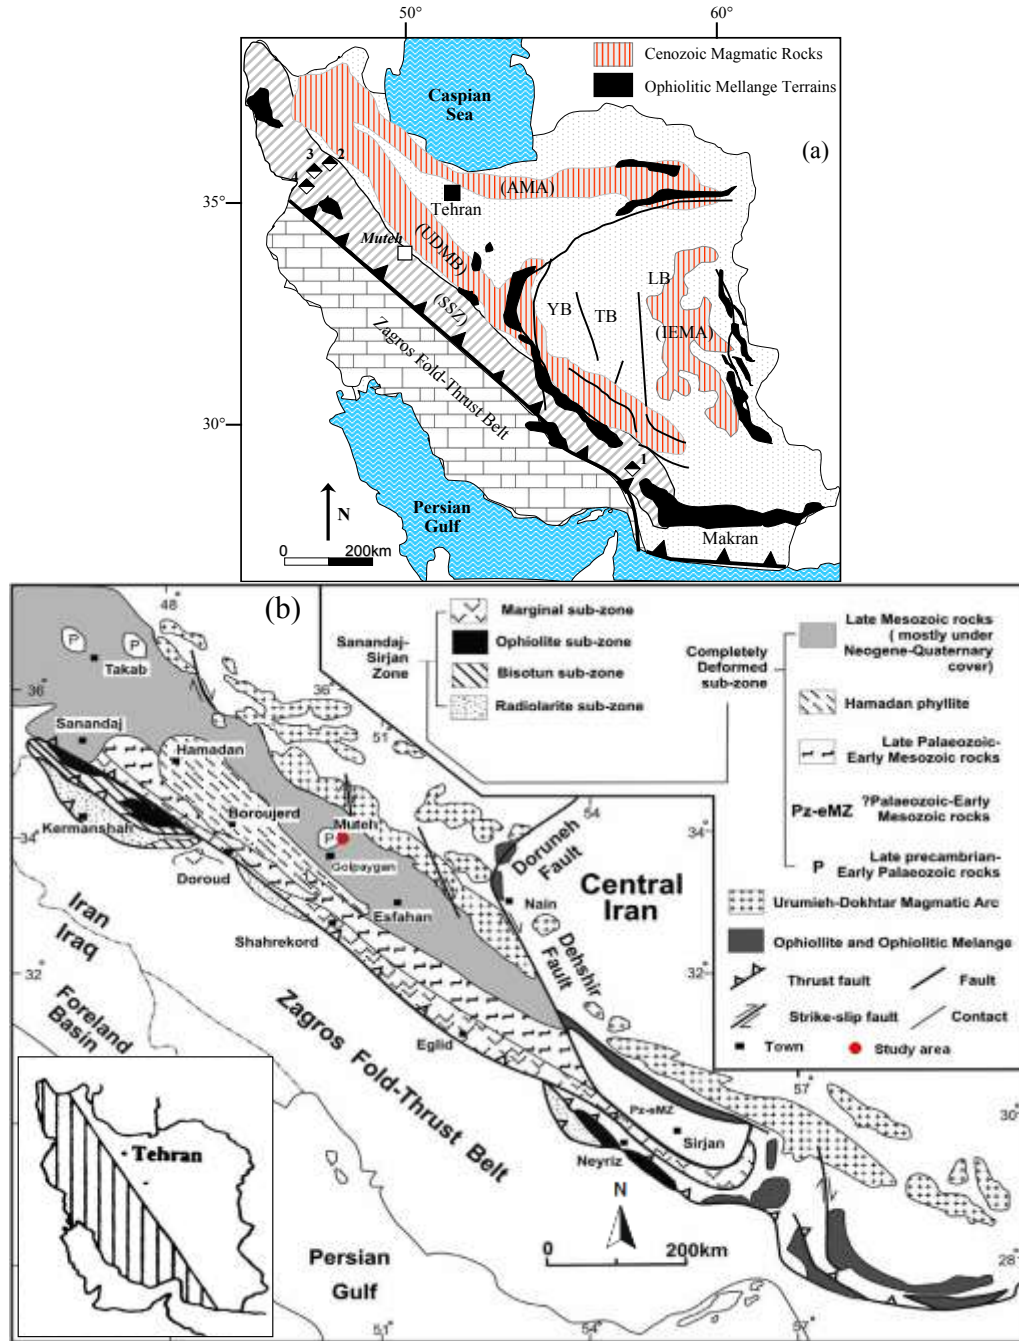 50°
60°
Cenozoic Magmatic Rocks
Ophiolitic Mellange Terrains
Caspian
Sea
(a)
3
2
4
(AMA)
35°
Tehran
Muteh
(UDMB)
LB
(SSZ)
YB
TB
(IEMA)
Zagros Fold-Thrust Belt
30°
1
N
Persian
Gulf
0
200km
Makran
(b)
48
Marginal sub-zone
Ophiolite sub-zone
Bisotun sub-zone
Radiolarite sub-zone
Sanandaj-
Sirjan
Zone
Completely
Deformed
sub-zone
Late Mesozoic rocks
( mostly under
Neogene-Quaternary
cover)
Hamadan phyllite
Late Palaeozoic-
Early Mesozoic rocks
Pz-eMZ
?Palaeozoic-Early
Mesozoic rocks
P
Late precambrian-
Early Palaeozoic rocks
Urumieh-Dokhtar Magmatic Arc
Ophiollite and Ophiolitic Melange
Thrust fault
Fault
Strike-slip fault
Contact
Town
Study area
P
P
Takab
36
36
51
Sanandaj
Hamadan
54
34
Kermanshah
Boroujerd
Muteh
P
Golpaygan
34
Doroud
Doruneh
Fault
Central
Iran
Nain
Esfahan
Iran
Iraq
Shahrekord
Dehshir
Fault
32
32
Foreland
Basin
Zagros Fold-Thrust Belt
Eglid
57
30
Pz-eMZ
Sirjan
Neyriz
Tehran
N
0
200km
Persian
Gulf
28
51
54
57